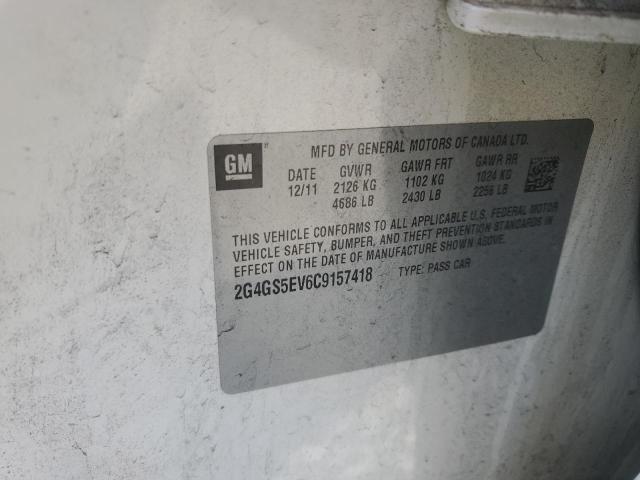 GM
MFD BY GENERAL MOTORS OF CANADA LTD.
DATE GVWR GAWR FRT GAWR RR
12/11 2126 KG 1102 KG 1024 KG
4686 LB 2430 LB 2256 LB
THIS VEHICLE CONFORMS TO ALL APPLICABLE U.S. FEDERAL MOTOR
VEHICLE SAFETY, BUMPER, AND THEFT PREVENTION STANDARDS IN
EFFECT ON THE DATE OF MANUFACTURE SHOWN ABOVE.
2G4GS5EV6C9157418 TYPE: PASS CAR